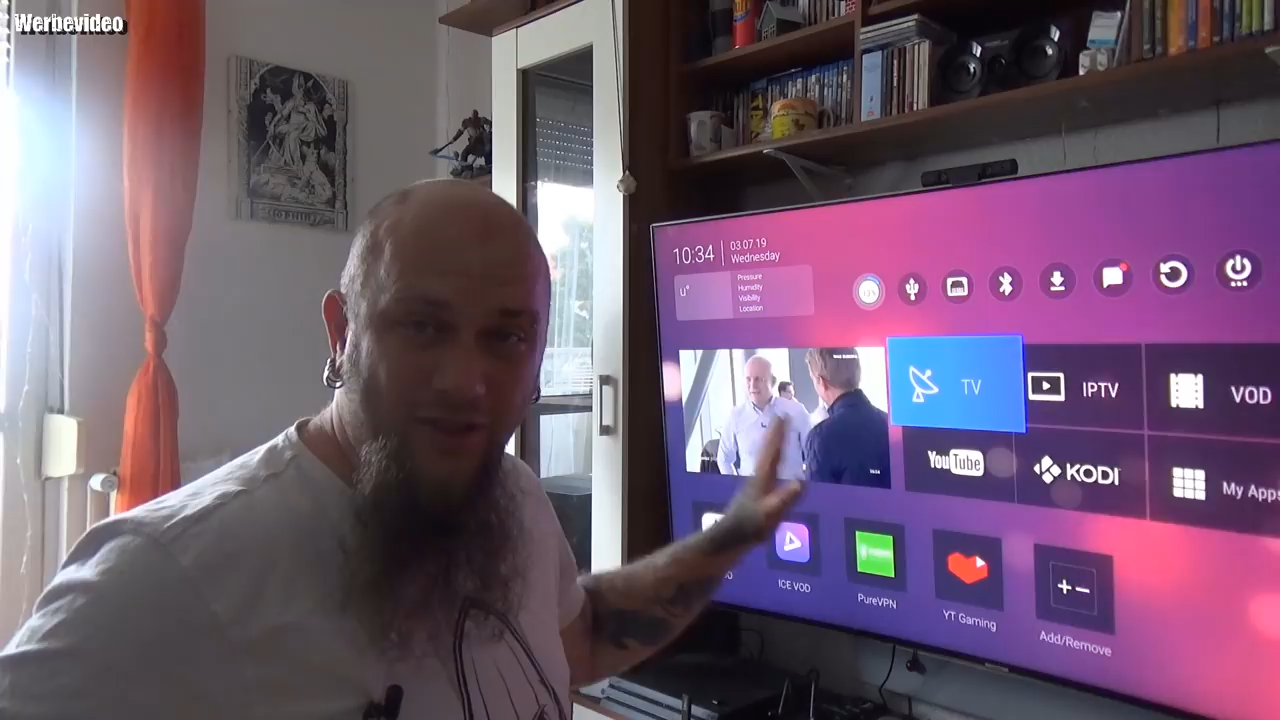 Werbevideo
10:34
03.07.19
Wednesday
u°
Pressure
Humidity
Visibility
Location
TV
IPTV
VOD
YouTube
KODI
My Apps
ICE VOD
PureVPN
YT Gaming
Add/Remove